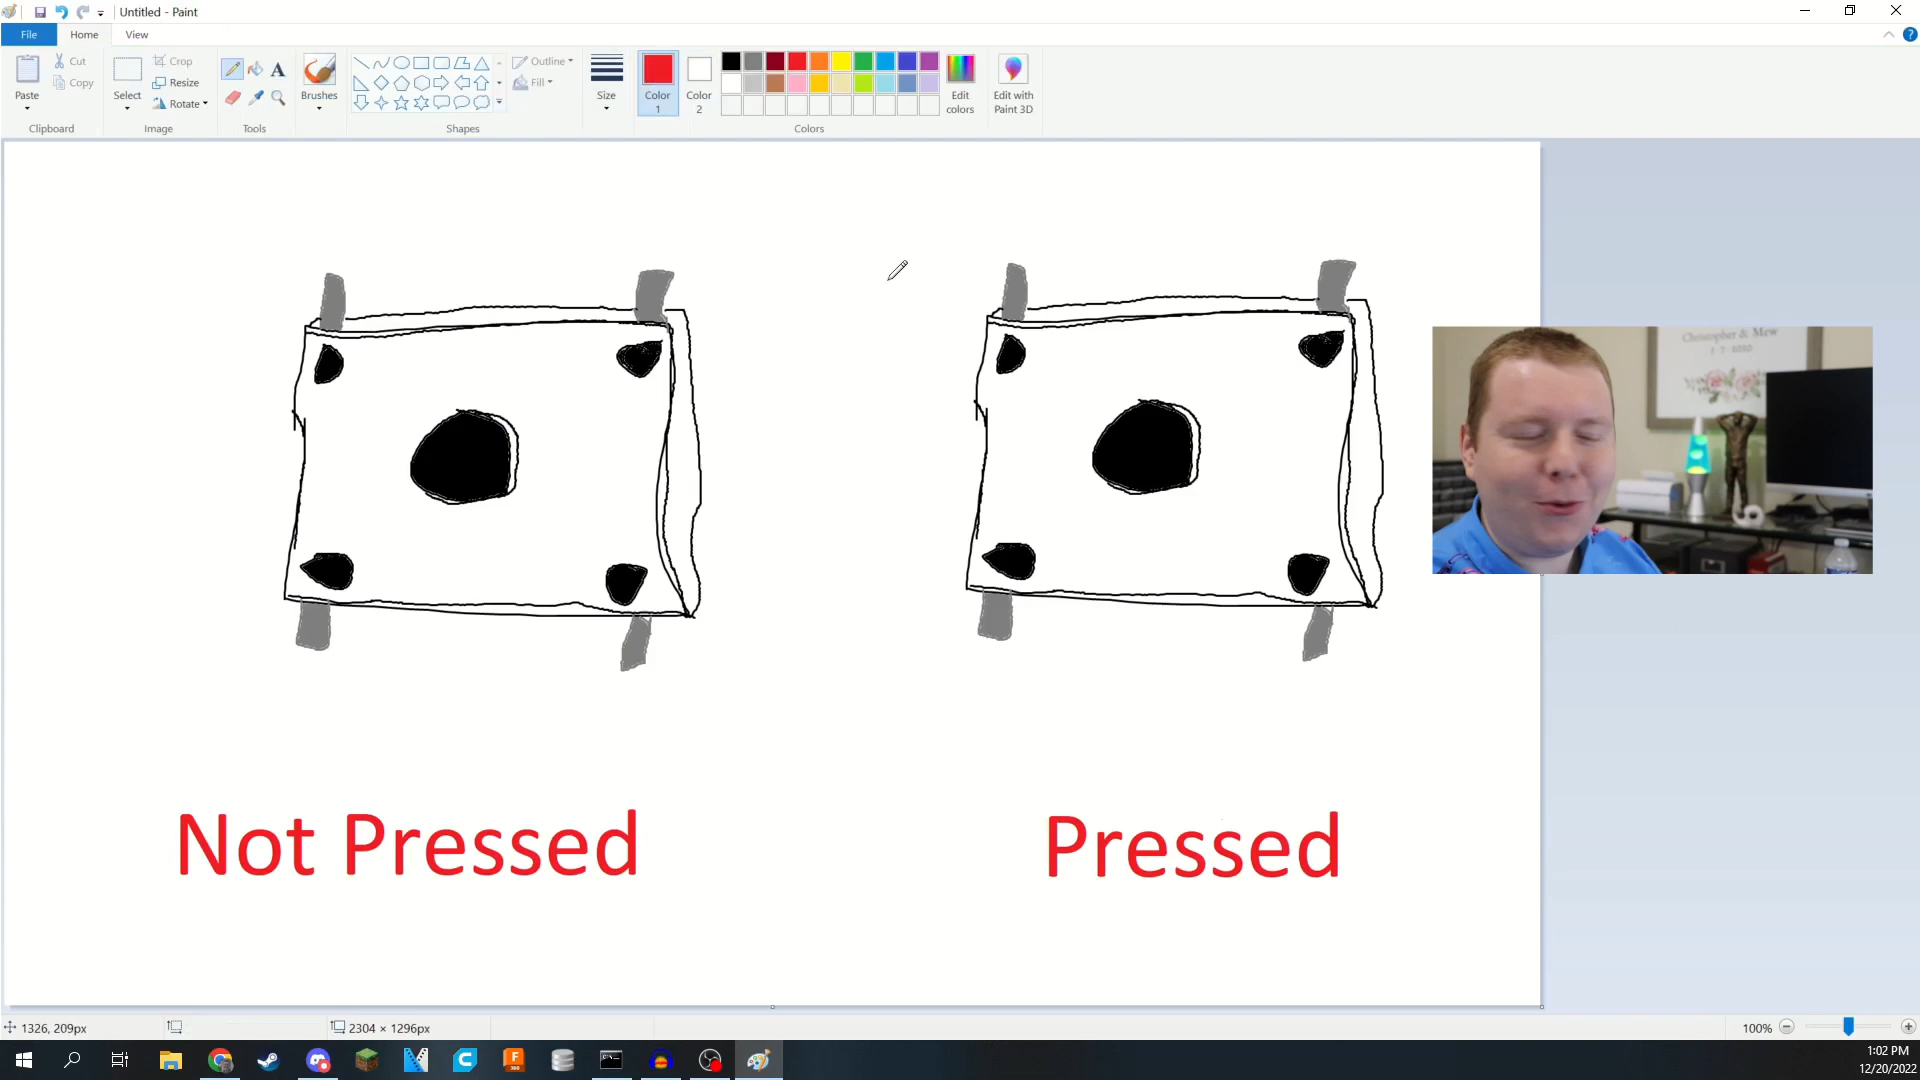 Untitled - Paint
File Home View
Paste
Cut
Copy
Clipboard
Select
Crop
Resize
Rotate
Image
Tools
Brushes
Outline
Fill
Shapes
Size
Color 1
Color 2
Edit colors
Edit with Paint 3D
Colors
Christopher & Mew
Not Pressed
Pressed
1326, 209px
2304 × 1296px
100%
1:02 PM
12/20/2022